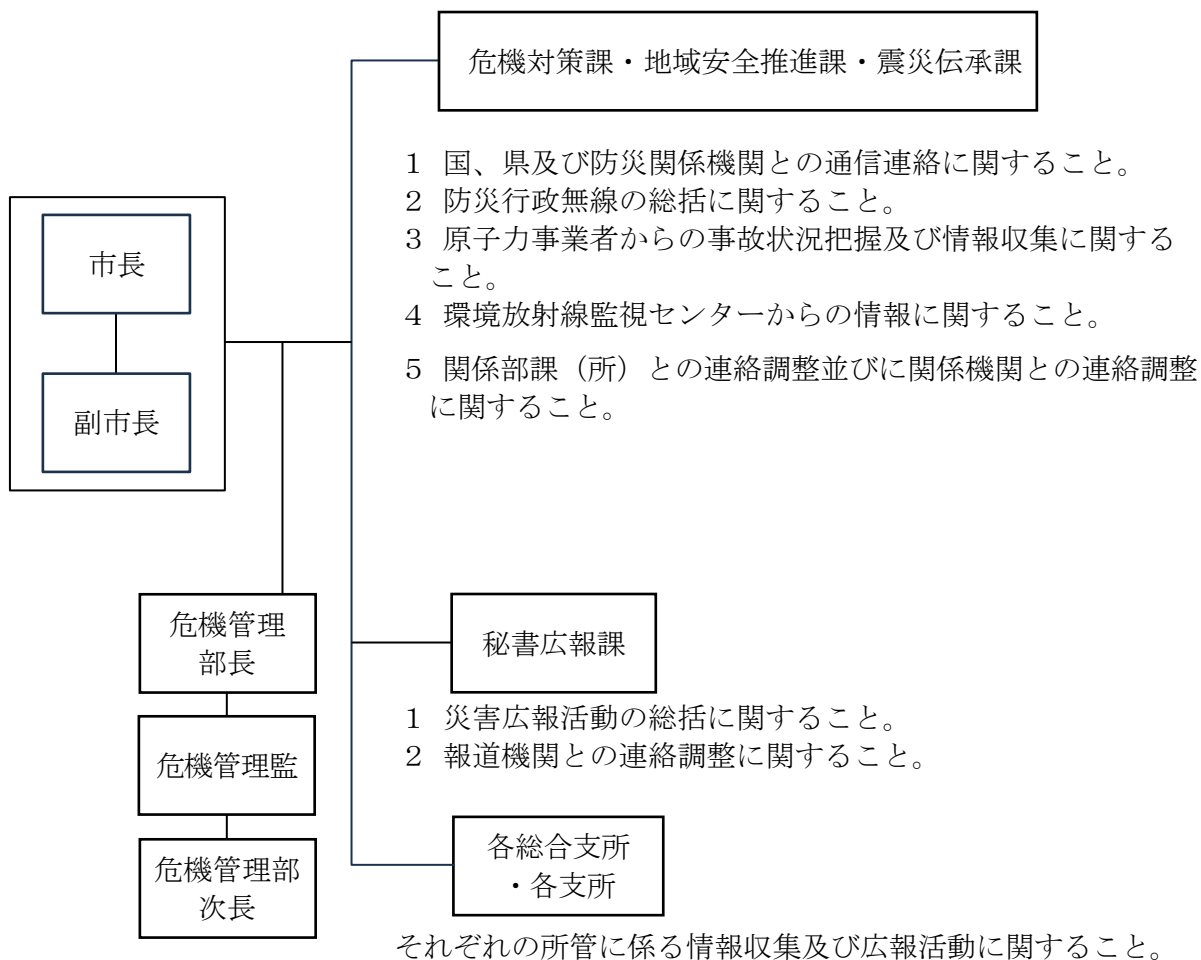 危機対策課・地域安全推進課・震災伝承課
１ 国、県及び防災関係機関との通信連絡に関すること。
２ 防災行政無線の総括に関すること。
３ 原子力事業者からの事故状況把握及び情報収集に関する
こと。
４ 環境放射線監視センターからの情報に関すること。
５ 関係部課（所）との連絡調整並びに関係機関との連絡調整
に関すること。
市長
副市長
危機管理
部長
危機管理監
危機管理部
次長
秘書広報課
１ 災害広報活動の総括に関すること。
２ 報道機関との連絡調整に関すること。
各総合支所
・各支所
それぞれの所管に係る情報収集及び広報活動に関すること。